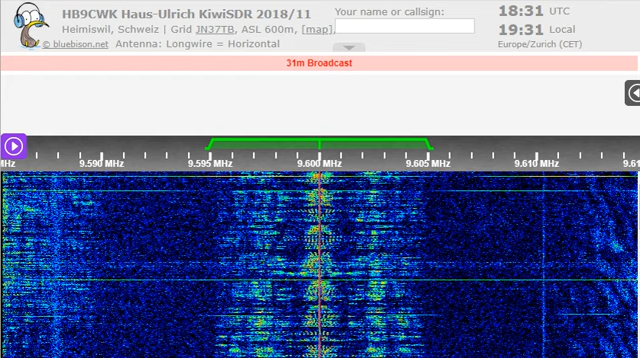 HB9CWK Haus-Ulrich KiwiSDR 2018/11
Heimiswil, Schweiz | Grid JN37TB, ASL 600m, [map]
© bluebison.net Antenna: Longwire = Horizontal
Your name or callsign:
18:31 UTC
19:31 Local
Europe/Zurich (CET)
31m Broadcast
MHz 9.590 MHz 9.595 MHz 9.600 MHz 9.605 MHz 9.610 MHz 9.61